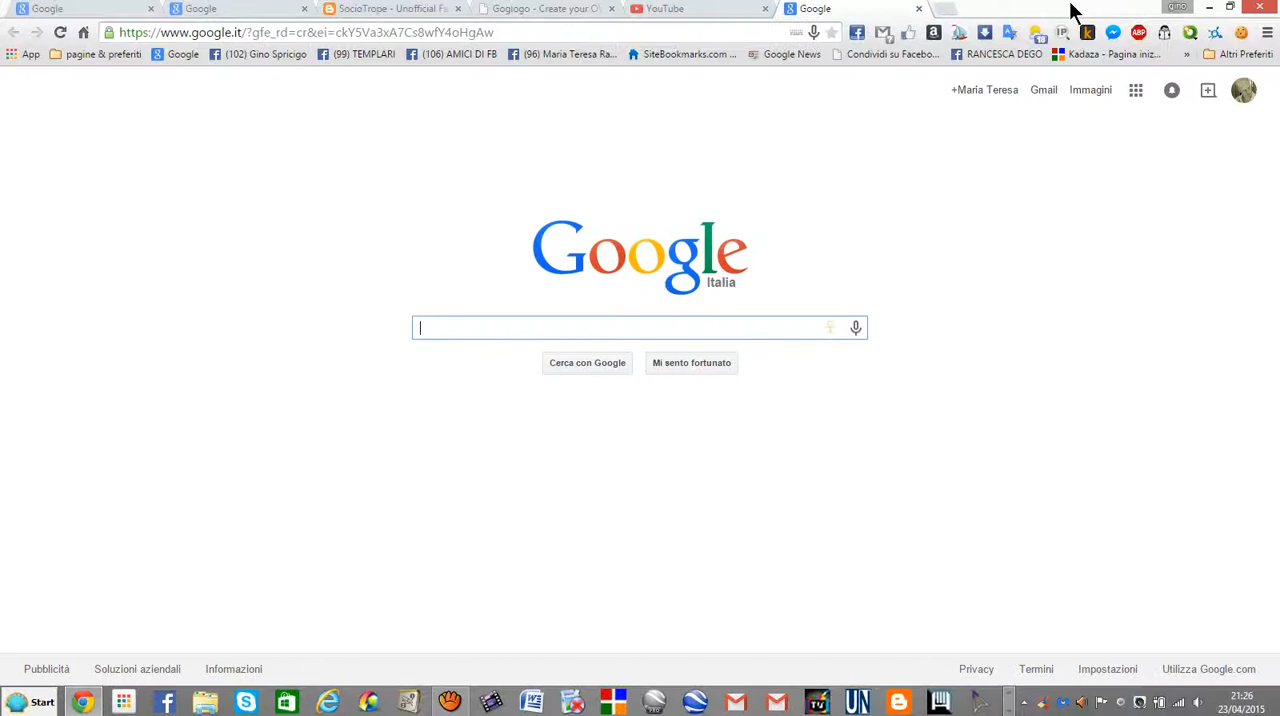 Google
Google
SocioTrope - Unofficial Fa
Gogiogo - Create your O
YouTube
Google
gino
https://www.google.it/?gfe_rd=cr&ei=ckY5Va3xA7Cs8wfV4oHgAw
App
pagine & preferiti
Google
(102) Gino Spricigo
(99) TEMPLARI
(106)AMICI DI FB
(96) Maria Teresa Ra...
SiteBookmarks.com ...
Google News
Condividi su Facebo...
RANCESCA DEGO
Kadaza - Pagina iniz...
»
Altri Preferiti
+Maria Teresa
Gmail
Immagini
Google
Italia
Cerca con Google
Mi sento fortunato
Pubblicità
Soluzioni aziendali
Informazioni
Privacy
Termini
Impostazioni
Utilizza Google.com
Start
21:26
23/04/2015